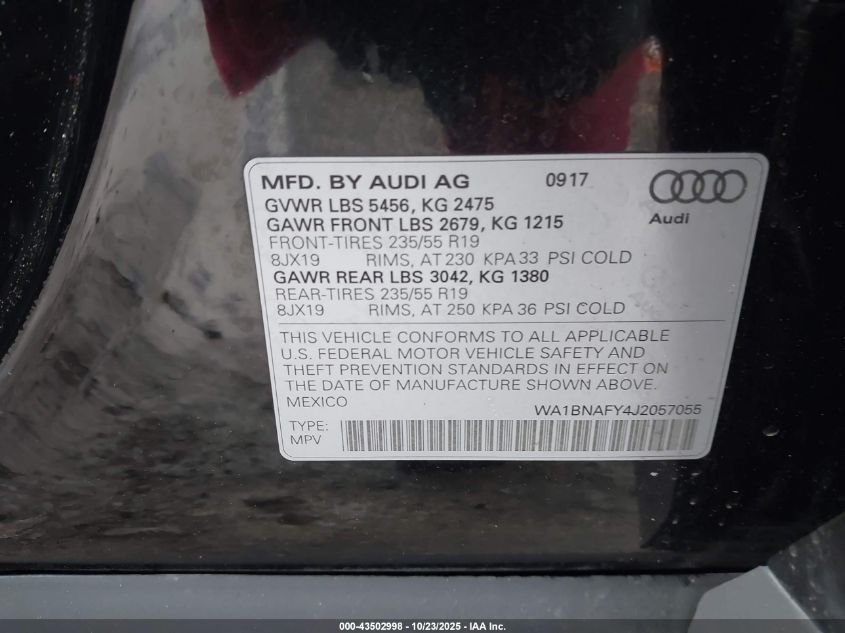 MFD. BY AUDI AG 0917
GVWR LBS 5456, KG 2475
GAWR FRONT LBS 2679, KG 1215
FRONT-TIRES 235/55 R19
8JX19 RIMS, AT 230 KPA 33 PSI COLD
GAWR REAR LBS 3042, KG 1380
REAR-TIRES 235/55 R19
8JX19 RIMS, AT 250 KPA 36 PSI COLD
Audi
THIS VEHICLE CONFORMS TO ALL APPLICABLE
U.S. FEDERAL MOTOR VEHICLE SAFETY AND
THEFT PREVENTION STANDARDS IN EFFECT ON
THE DATE OF MANUFACTURE SHOWN ABOVE.
MEXICO
WA1BNAFY4J2057055
TYPE:
MPV
000-43502998 - 10/23/2025 - IAA Inc.